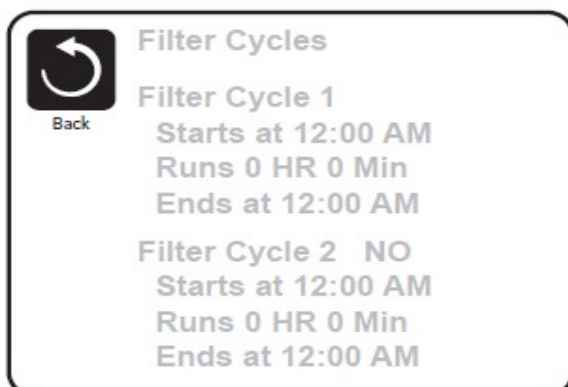 Filter Cycles
Back
Filter Cycle 1
Starts at 12:00 AM
Runs 0 HR 0 Min
Ends at 12:00 AM
Filter Cycle 2 NO
Starts at 12:00 AM
Runs 0 HR 0 Min
Ends at 12:00 AM